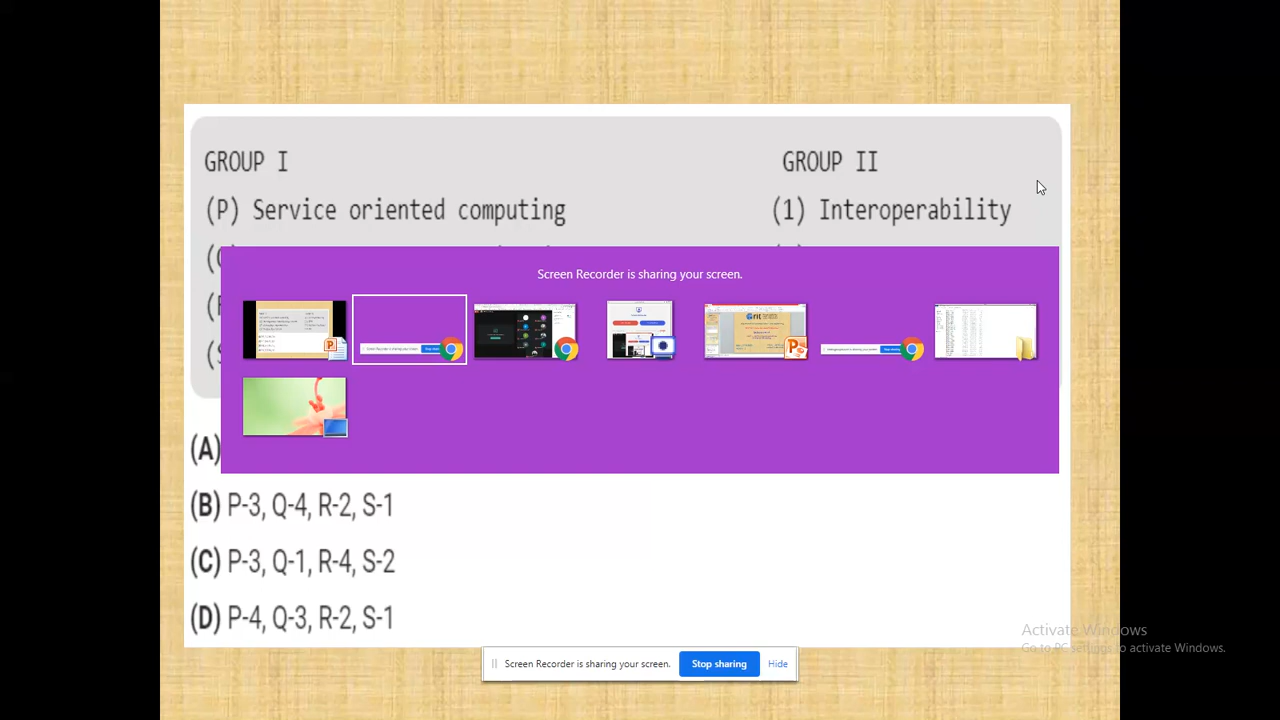 GROUP I GROUP II
(P) Service oriented computing (1) Interoperability
Screen Recorder is sharing your screen.
(A)
(B) P-3, Q-4, R-2, S-1
(C) P-3, Q-1, R-4, S-2
(D) P-4, Q-3, R-2, S-1
Activate Windows
Go to PC settings to activate Windows.
Screen Recorder is sharing your screen. Stop sharing Hide